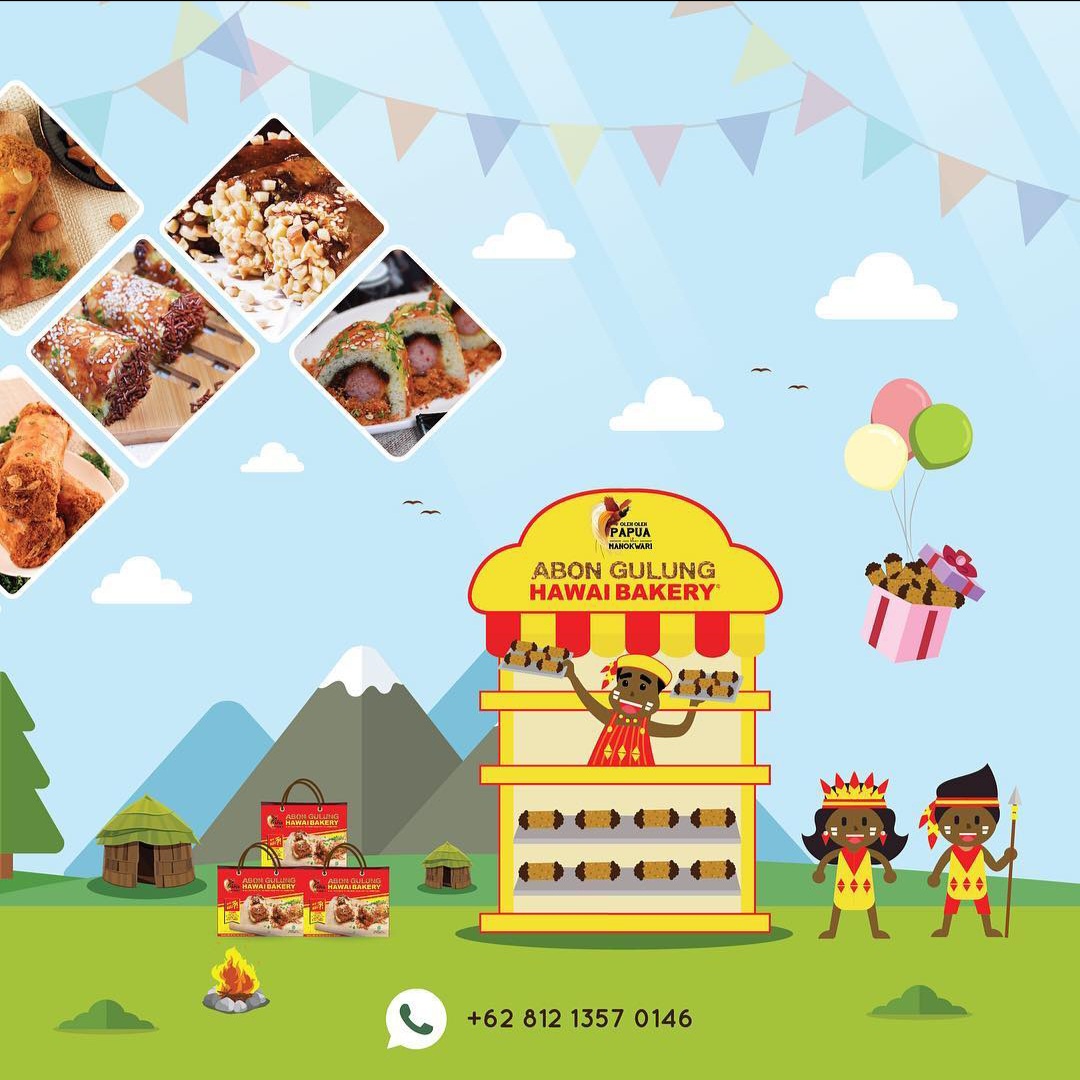 OLEH OLEH
PAPUA
MANOKWARI
ABON GULUNG
HAWAI BAKERY
ABON GULUNG
HAWAI BAKERY
ABON GULUNG
HAWAI BAKERY
ABON GULUNG
HAWAI BAKERY
+62 812 1357 0146